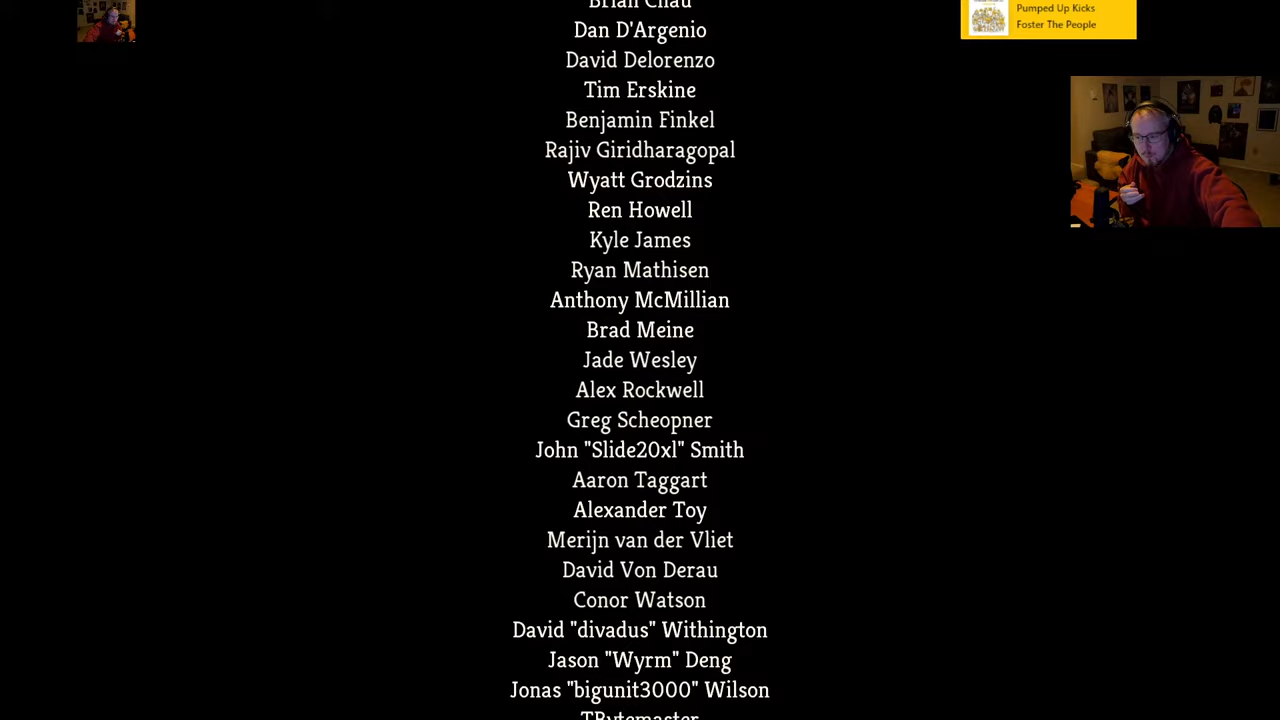 Brian Chau
Pumped Up Kicks
Foster The People
Dan D'Argenio
David Delorenzo
Tim Erskine
Benjamin Finkel
Rajiv Giridharagopal
Wyatt Grodzins
Ren Howell
Kyle James
Ryan Mathisen
Anthony McMillian
Brad Meine
Jade Wesley
Alex Rockwell
Greg Scheopner
John "Slide20xl" Smith
Aaron Taggart
Alexander Toy
Merijn van der Vliet
David Von Derau
Conor Watson
David "divadus" Withington
Jason "Wyrm" Deng
Jonas "bigunit3000" Wilson
TBytemaster